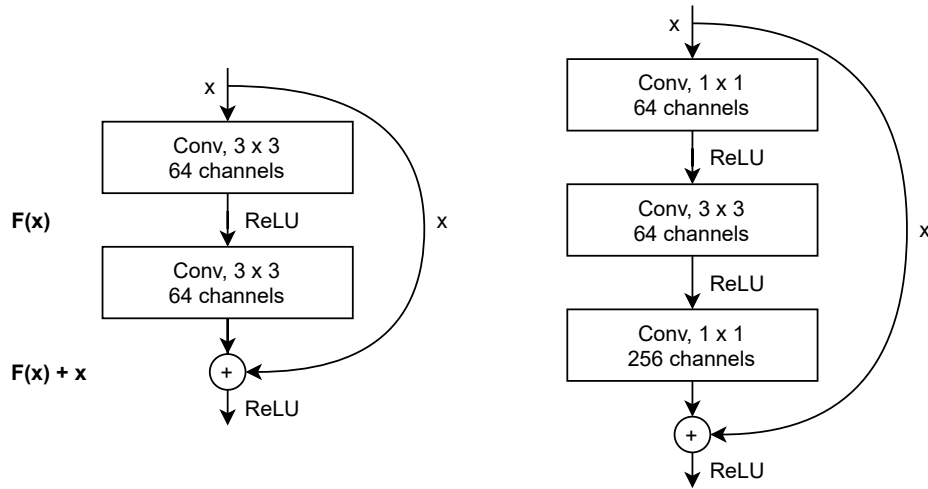 x
Conv, 3 x 3
64 channels
F(x)
ReLU
x
Conv, 3 x 3
64 channels
F(x) + x
+
ReLU
x
Conv, 1 x 1
64 channels
ReLU
Conv, 3 x 3
64 channels
x
ReLU
Conv, 1 x 1
256 channels
+
ReLU